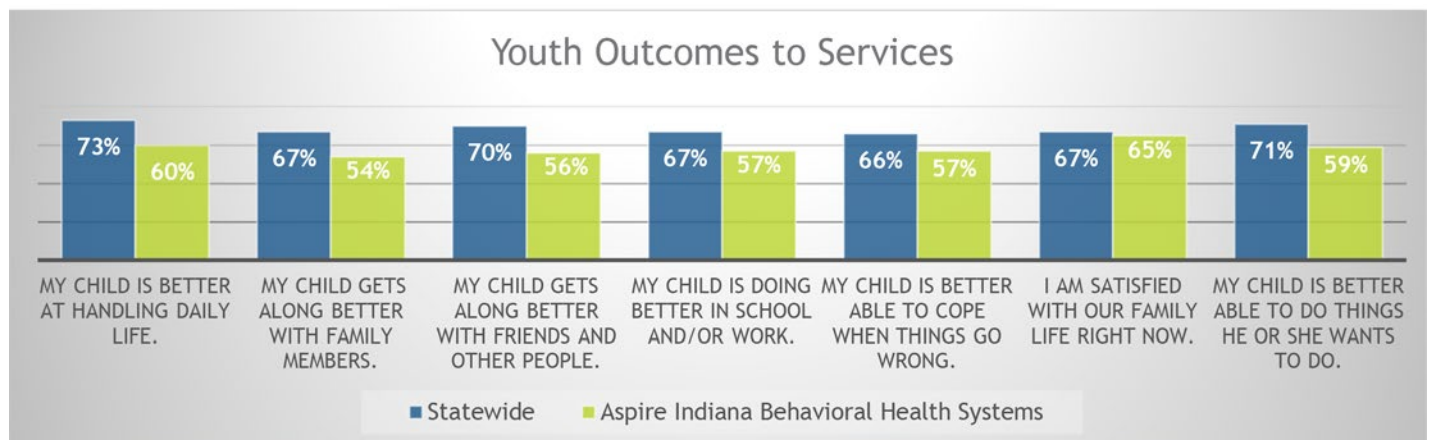 Youth Outcomes to Services
73%
60%
67%
54%
70%
56%
67%
57%
66%
57%
67%
65%
71%
59%
MY CHILD IS BETTER
AT HANDLING DAILY
LIFE.
MY CHILD GETS
ALONG BETTER
WITH FAMILY
MEMBERS.
MY CHILD GETS
ALONG BETTER
WITH FRIENDS AND
OTHER PEOPLE.
MY CHILD IS DOING
BETTER IN SCHOOL
AND/OR WORK.
MY CHILD IS BETTER
ABLE TO COPE
WHEN THINGS GO
WRONG.
I AM SATISFIED
WITH OUR FAMILY
LIFE RIGHT NOW.
MY CHILD IS BETTER
ABLE TO DO THINGS
HE OR SHE WANTS
TO DO.
Statewide
Aspire Indiana Behavioral Health Systems